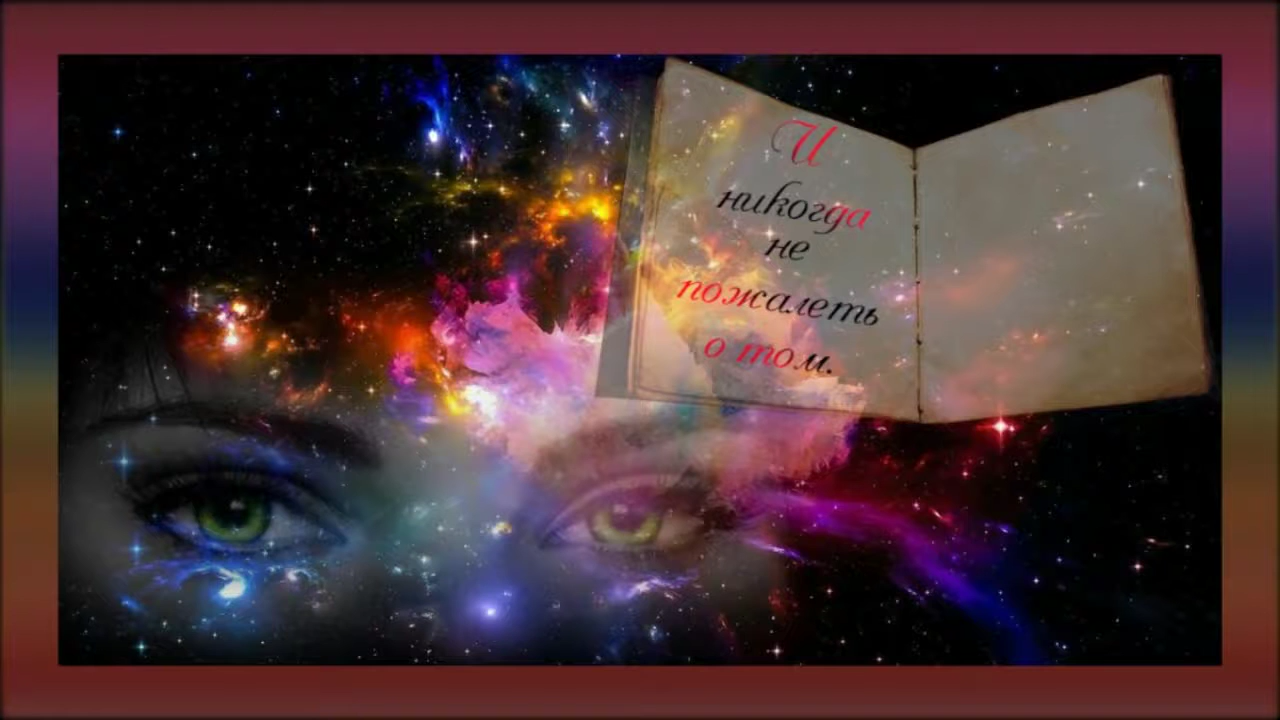 И
никогда
не
пожалеть
о том.